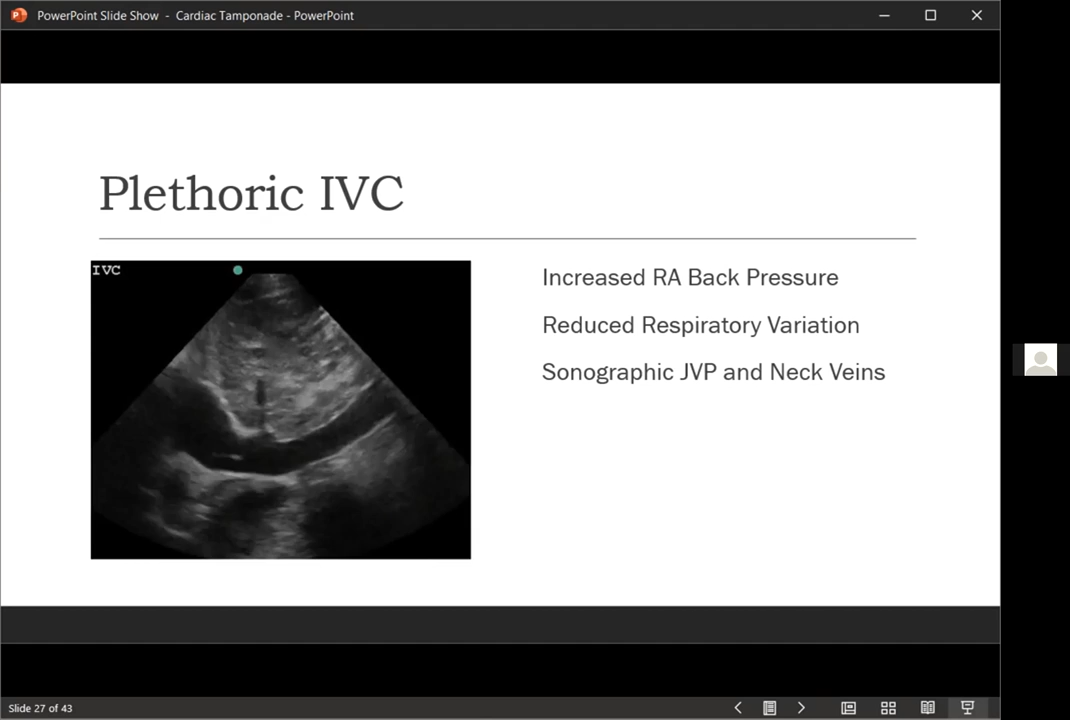 PowerPoint Slide Show - Cardiac Tamponade - PowerPoint
Plethoric IVC
IVC
Increased RA Back Pressure
Reduced Respiratory Variation
Sonographic JVP and Neck Veins
Slide 27 of 43